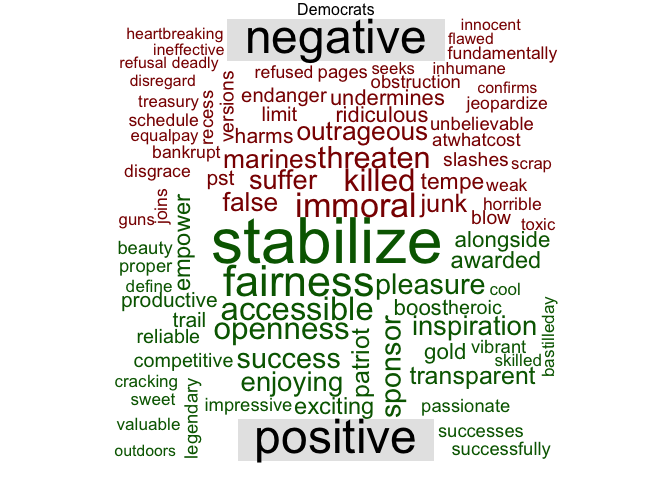 Democrats
negative
heartbreaking
innocent
flawed
ineffective
fundamentally
refusal deadly
refused pages seeks inhumane
disregard
obstruction
confirms
treasury
recess
versions
endanger undermines
jeopardize
schedule
limit ridiculous
unbelievable
equalpay
harms outrageous
atwhatcost
bankrupt
marines threaten slashes scrap
disgrace
pst suffer killed tempe weak
joins
false immoral junk horrible
guns
blow toxic
empower
stabilize
beauty
alongside
proper
awarded
define
fairness pleasure cool
productive
accessible boost heroic
trail
openness
inspiration
reliable
patriot
sponsor
gold vibrant
bastilleday
competitive success
skilled
cracking
enjoying
transparent
sweet
legendary
impressive exciting passionate
valuable
positive
successes
outdoors
successfully